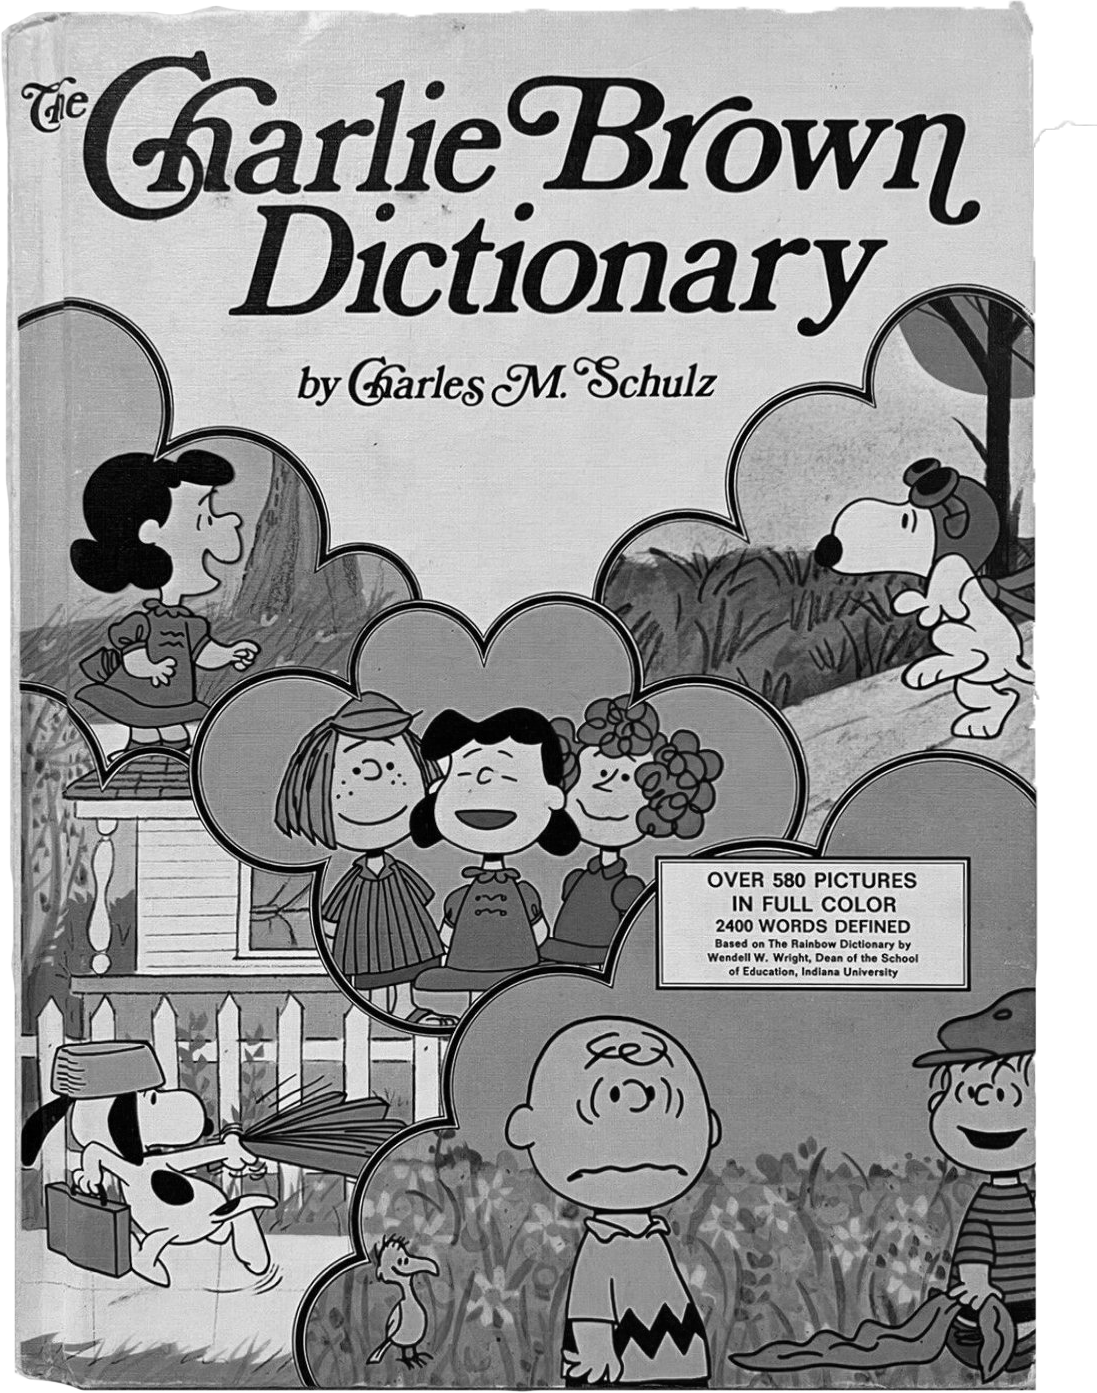 The Charlie Brown
Dictionary
by Charles M. Schulz
OVER 580 PICTURES
IN FULL COLOR
2400 WORDS DEFINED
Based on The Rainbow Dictionary by
Wendell W. Wright, Dean of the School
of Education, Indiana University